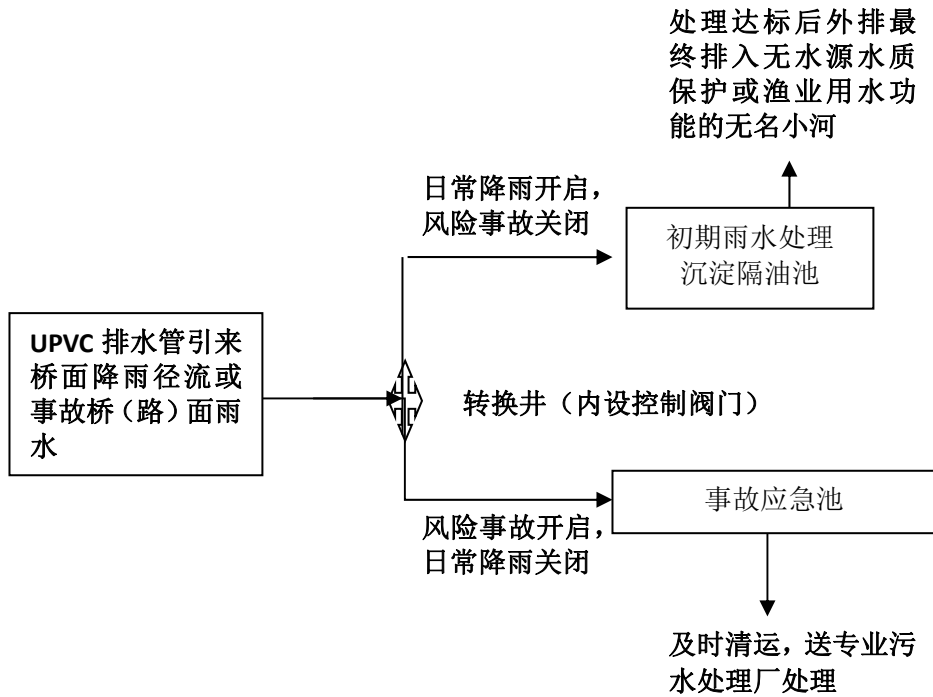 处理达标后外排最
终排入无水源水质
保护或渔业用水功
能的无名小河
日常降雨开启，
风险事故关闭
初期雨水处理
沉淀隔油池
UPVC 排水管引来
桥面降雨径流或
事故桥（路）面雨
水
转换井（内设控制阀门）
事故应急池
风险事故开启，
日常降雨关闭
及时清运，送专业污
水处理厂处理